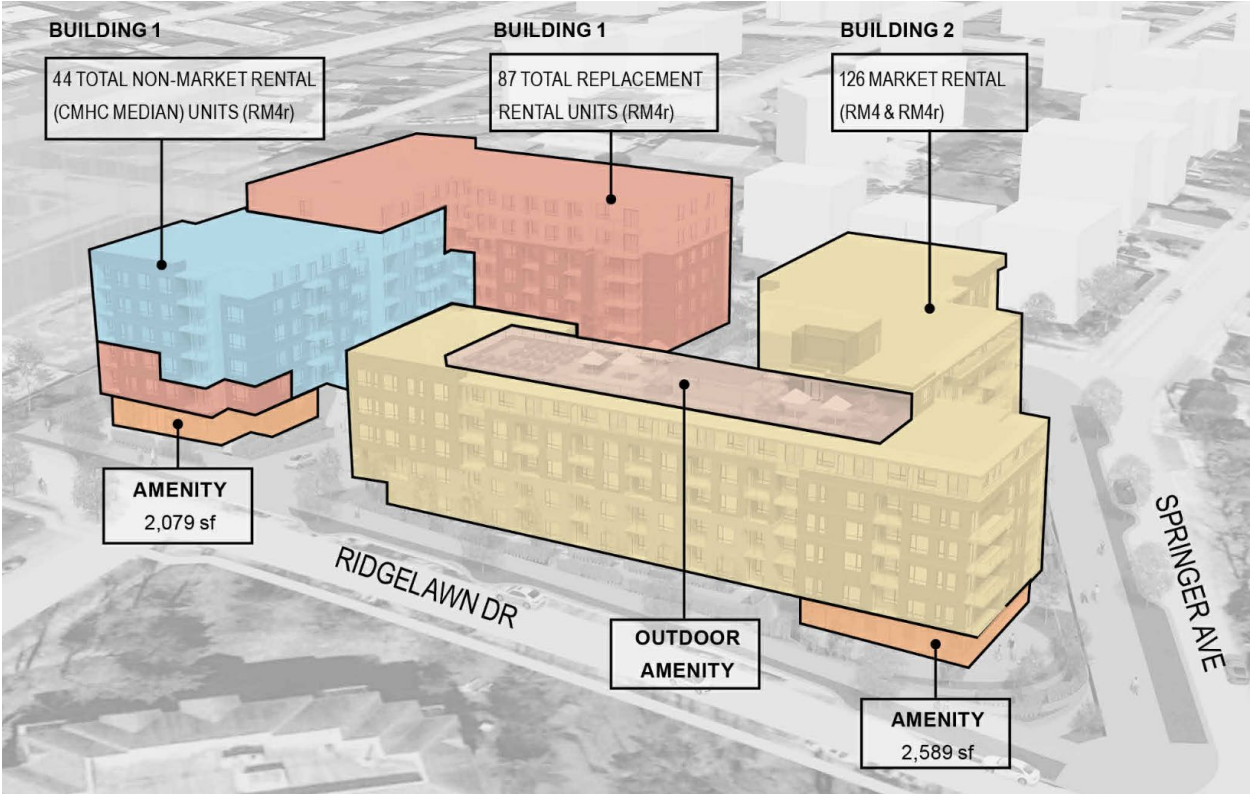 BUILDING 1
44 TOTAL NON-MARKET RENTAL
(CMHC MEDIAN) UNITS (RM4r)
BUILDING 1
87 TOTAL REPLACEMENT
RENTAL UNITS (RM4r)
BUILDING 2
126 MARKET RENTAL
(RM4 & RM4r)
AMENITY
2,079 sf
RIDGELAWN DR
OUTDOOR
AMENITY
AMENITY
2,589 sf
SPRINGER AVE